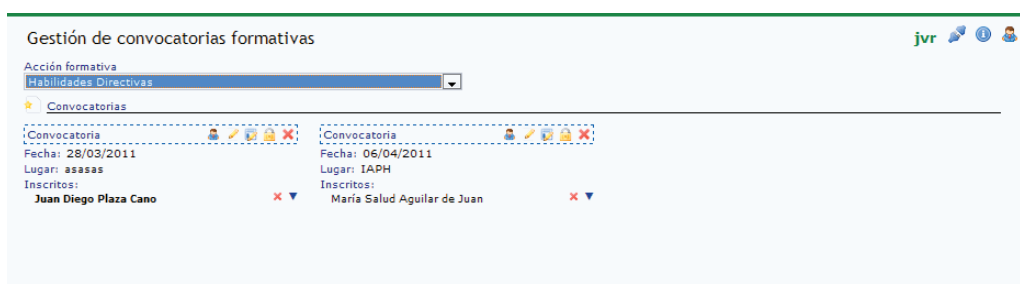 Gestión de convocatorias formativas
jvr
Acción formativa
Habilidades Directivas
Convocatorias
Convocatoria
Fecha: 28/03/2011
Lugar: asasas
Inscritos:
Juan Diego Plaza Cano
Convocatoria
Fecha: 06/04/2011
Lugar: IAPH
Inscritos:
María Salud Aguilar de Juan